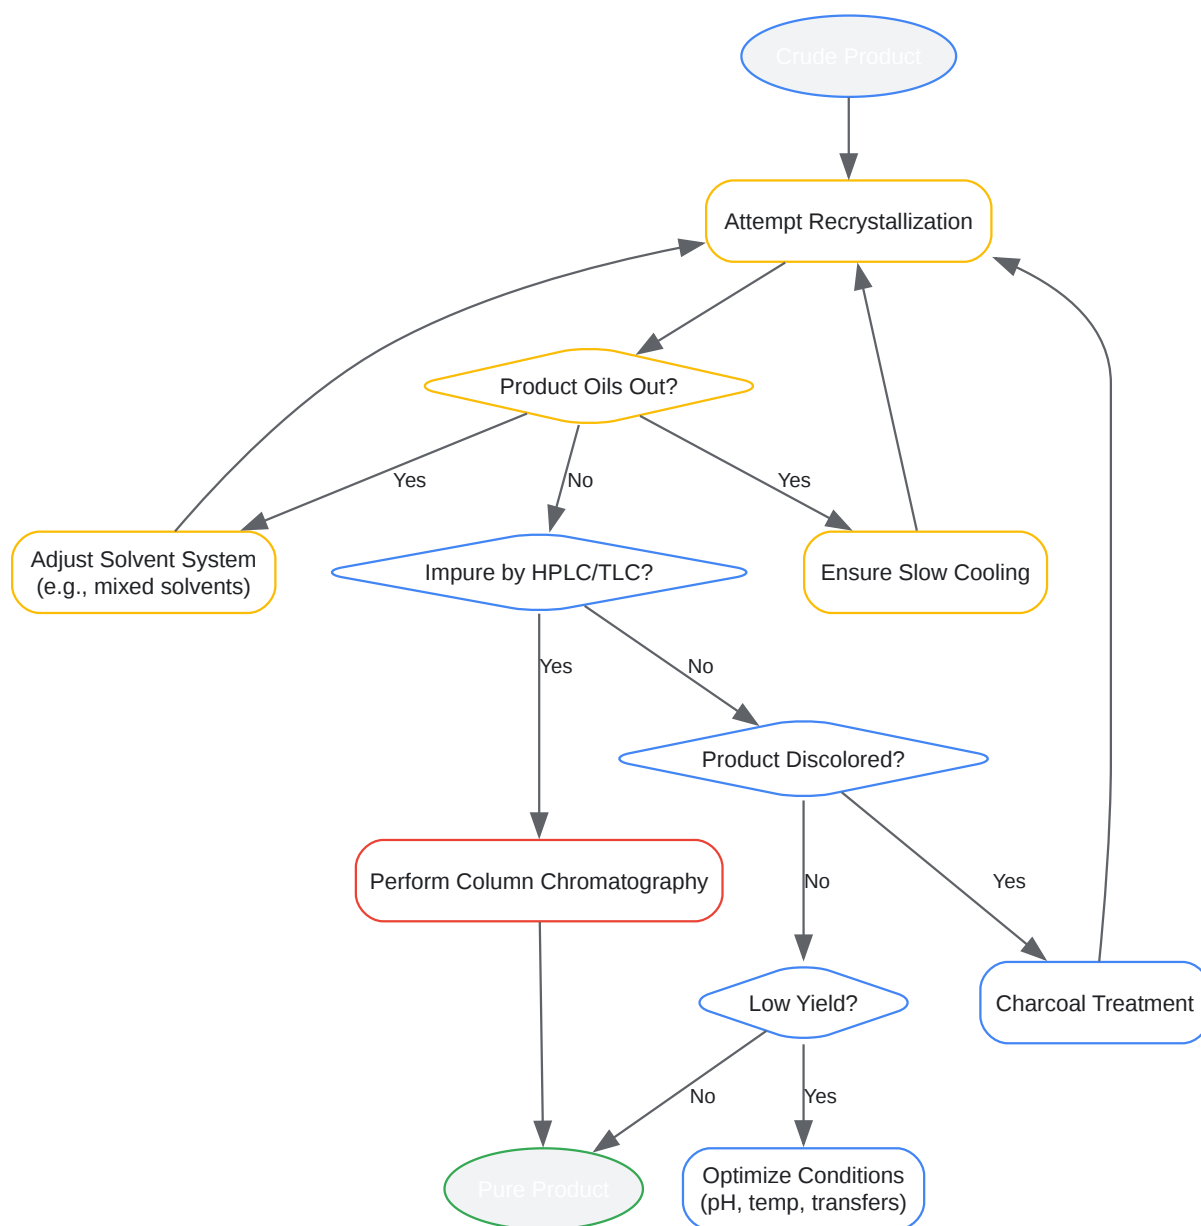 Crude Product
Attempt Recrystallization
Product Oils Out?
Yes
No
Yes
Adjust Solvent System
(e.g., mixed solvents)
Impure by HPLC/TLC?
Ensure Slow Cooling
Yes
No
Product Discolored?
Perform Column Chromatography
No
Yes
Low Yield?
Charcoal Treatment
No
Yes
Pure Product
Optimize Conditions
(pH, temp, transfers)